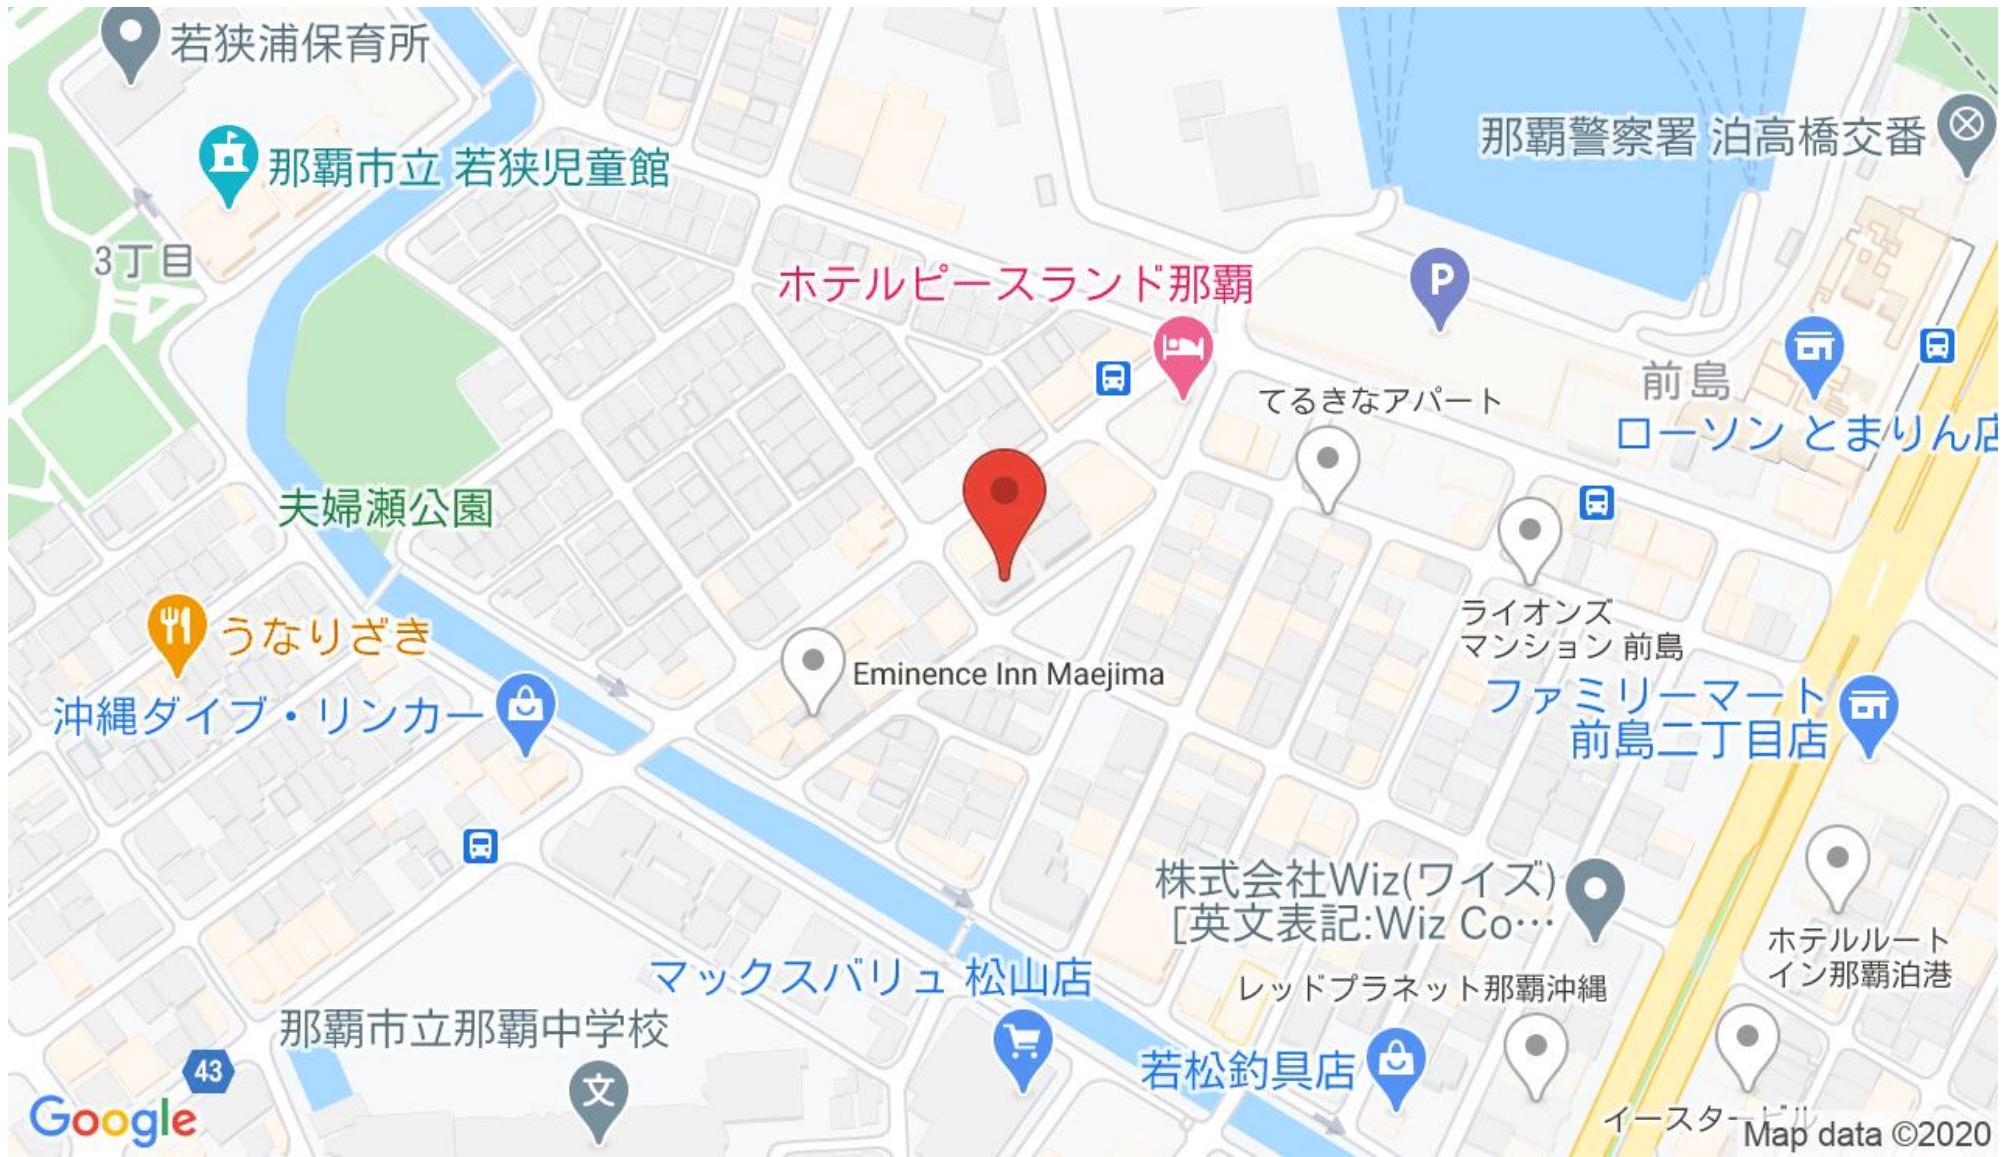 若狭浦保育所
那覇警察署 泊高橋交番
那覇市立 若狭児童館
3丁目
ホテルピースランド那覇
P
前島
てるきなアパート
ローソン とまりん店
夫婦瀬公園
うなりざき
ライオンズ
マンション 前島
Eminence Inn Maejima
沖縄ダイブ・リンカー
ファミリーマート
前島二丁目店
株式会社Wiz(ワイズ)
[英文表記:Wiz Co…
ホテルルート
イン那覇泊港
マックスバリュ 松山店
レッドプラネット那覇沖縄
那覇市立那覇中学校
43
文
若松釣具店
イースタービル
Google
Map data ©2020